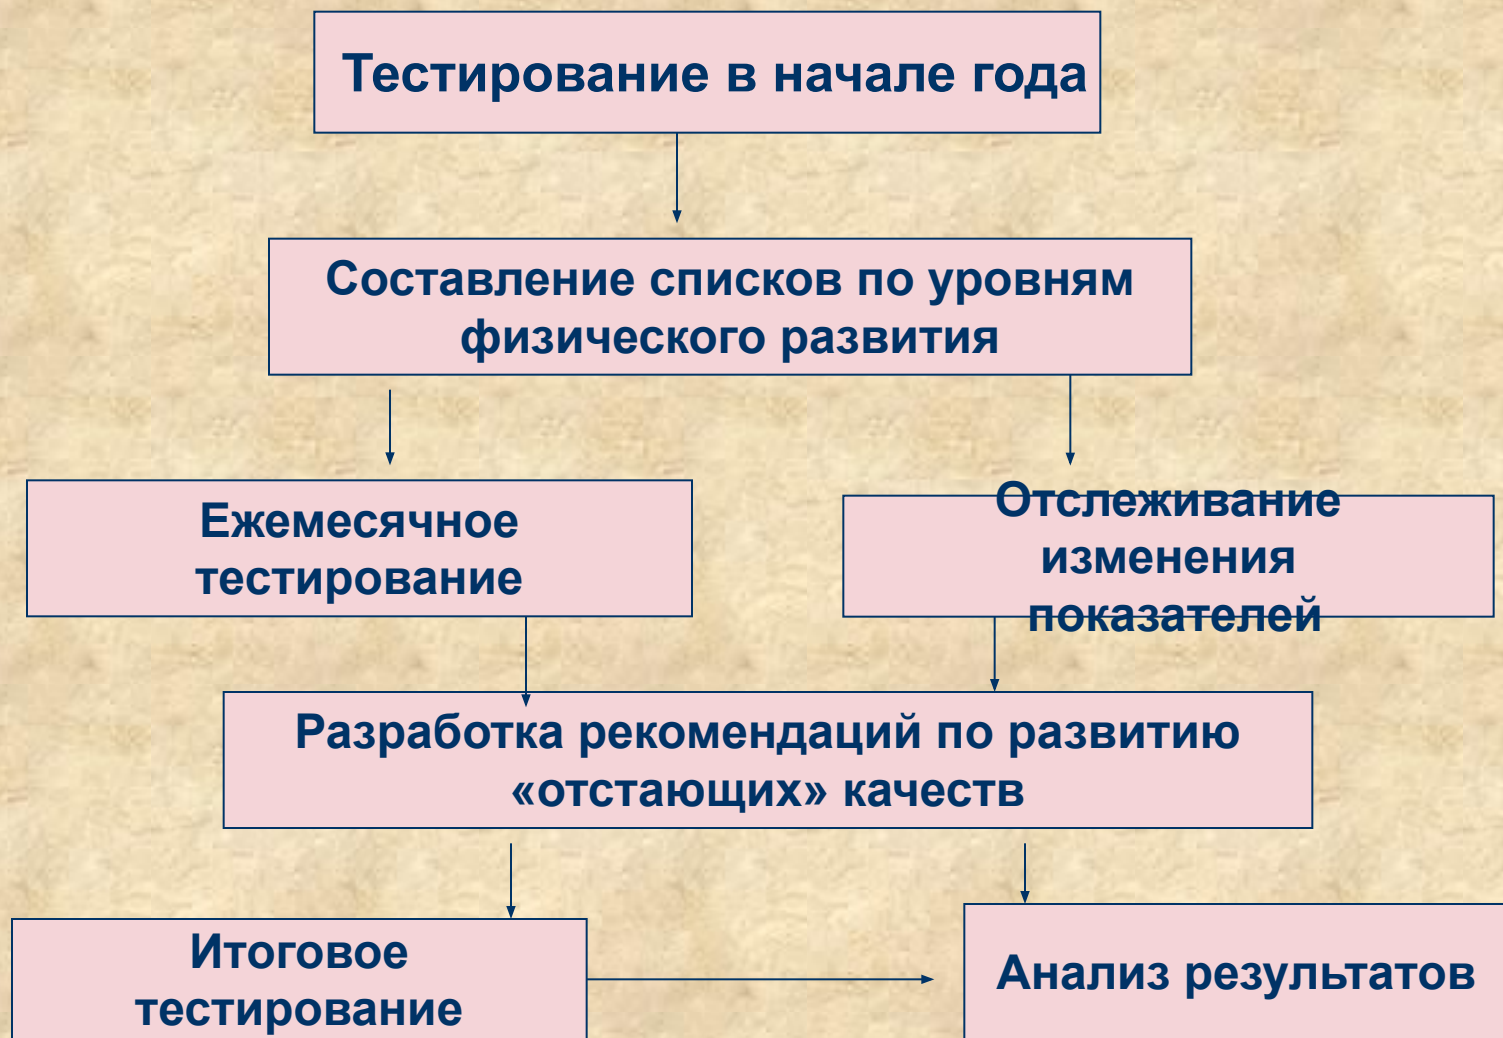 Тестирование в начале года
Составление списков по уровням
физического развития
Ежемесячное
тестирование
Отслеживание
изменения
показателей
Разработка рекомендаций по развитию
«отстающих» качеств
Итоговое
тестирование
Анализ результатов